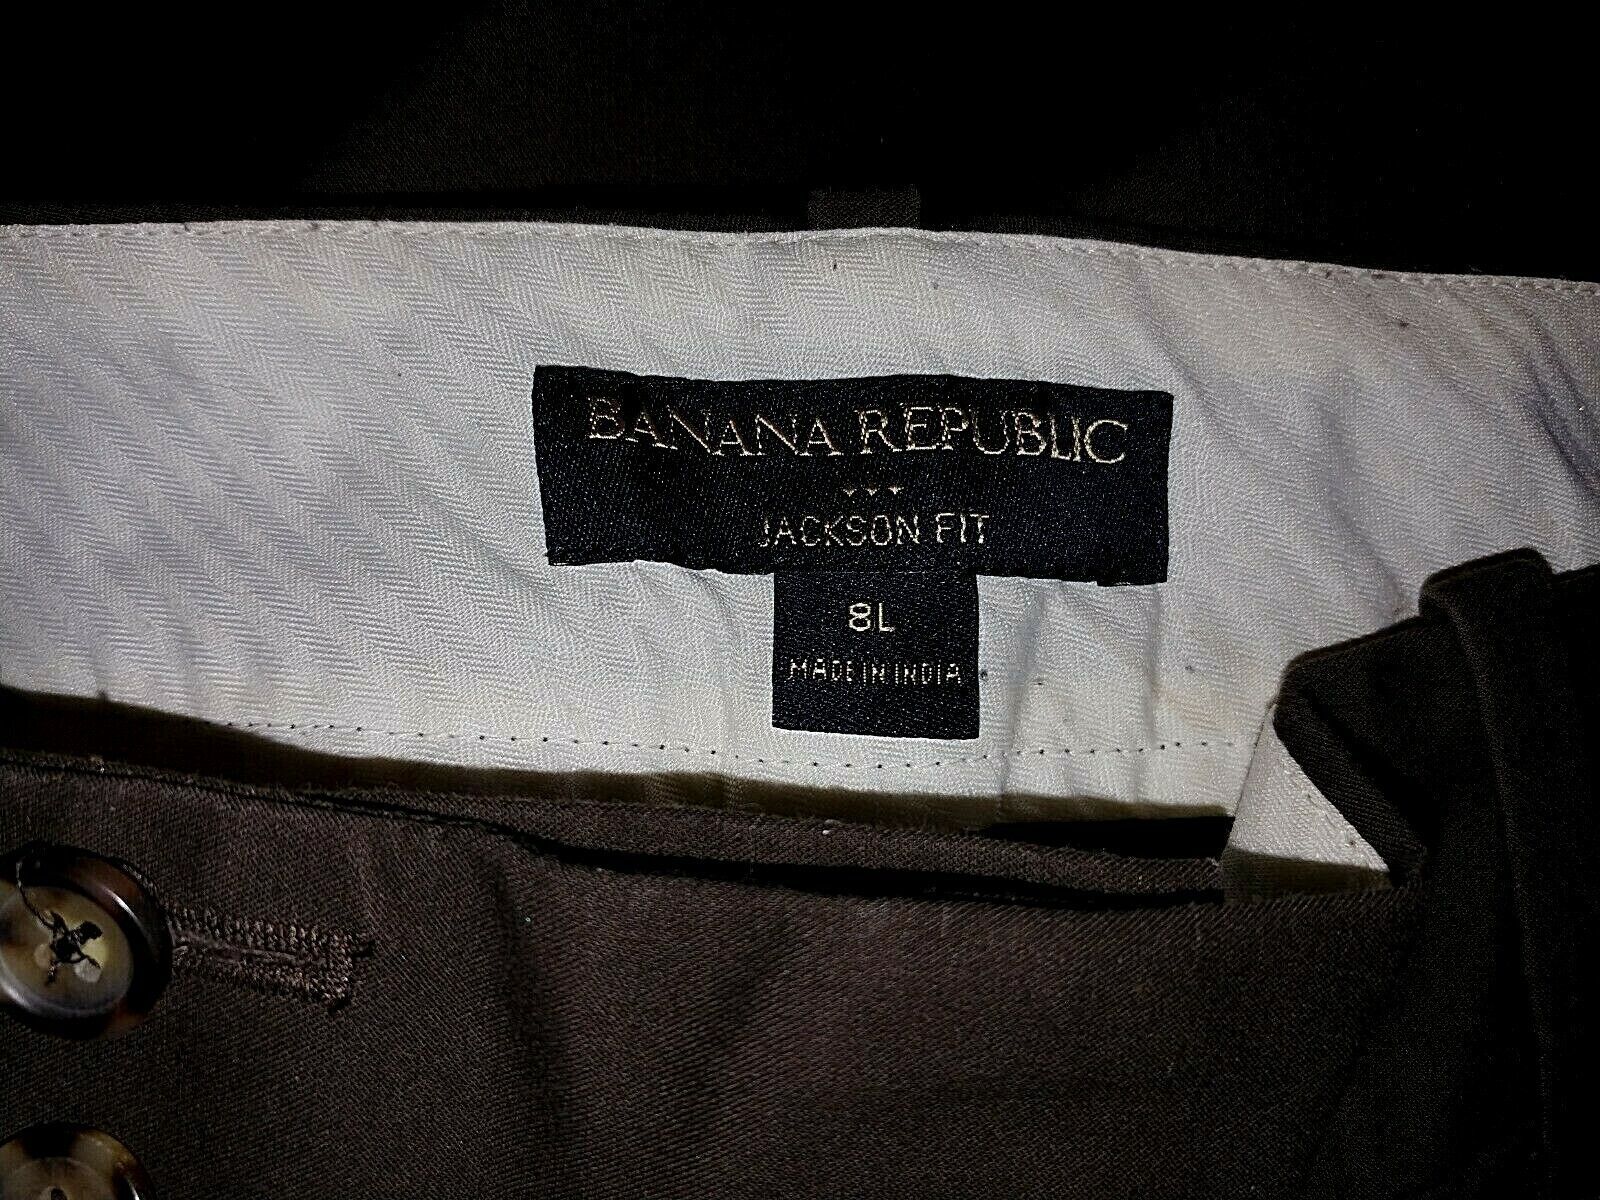 BANANA REPUBLIC
JACKSON FIT
8L
MADE IN INDIA